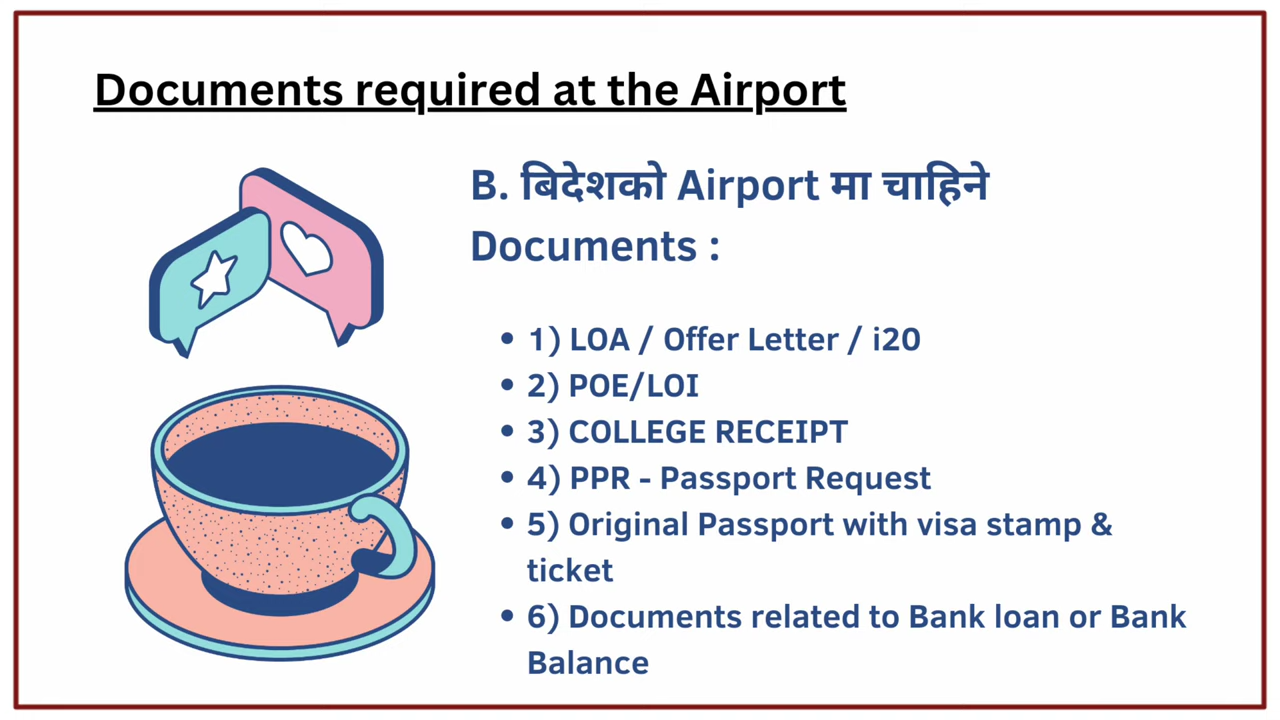 Documents required at the Airport
B. बिदेशको Airport मा चाहिने
Documents :
• 1) LOA / Offer Letter / i20
• 2) POE/LOI
• 3) COLLEGE RECEIPT
• 4) PPR - Passport Request
• 5) Original Passport with visa stamp &
ticket
• 6) Documents related to Bank loan or Bank
Balance